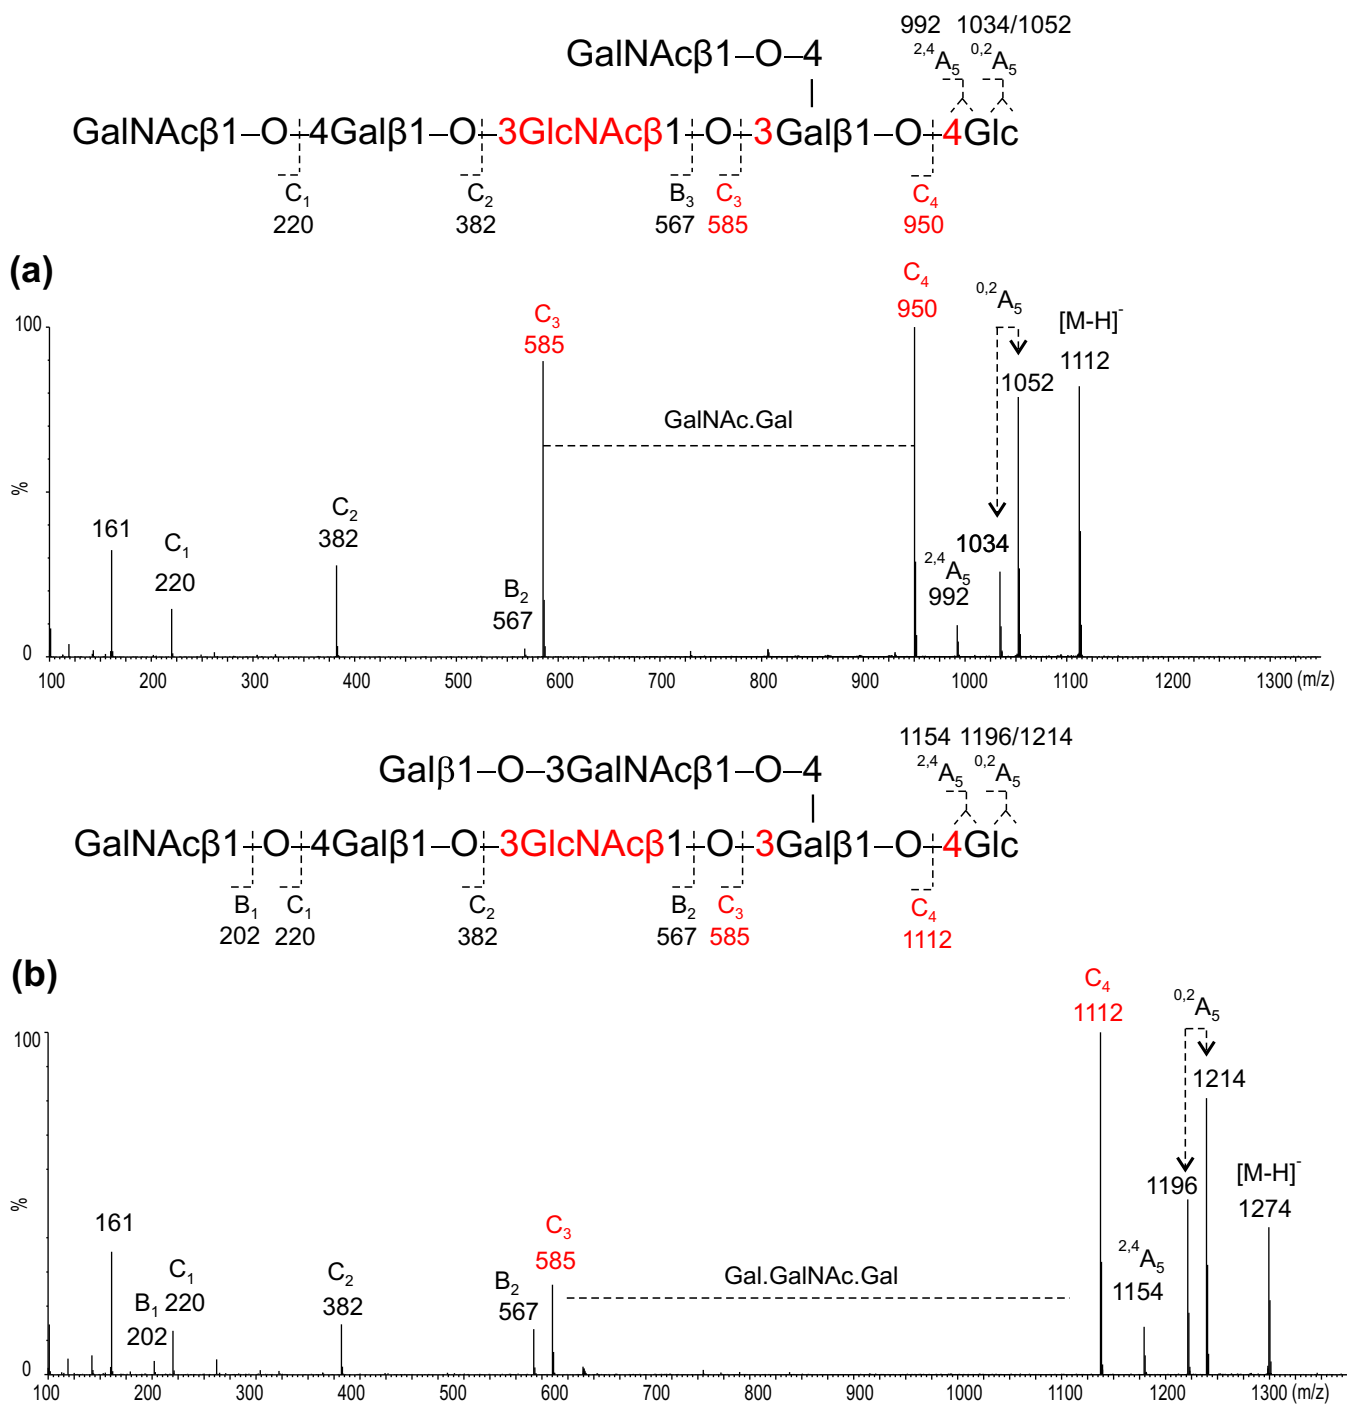 992 1034/1052
GalNAcβ1–O–4 2,4A5 0,2A5
GalNAcβ1–O–4Galβ1–O–3GlcNAcβ1–O–3Galβ1–O–4Glc
C1 C2 B3 C3 C4
220 382 567 585 950
(a)
C4
950
0,2A5
[M-H]-
1112
C3
585
100
1052
GalNAc.Gal
%
161
C1
220
C2
382
B2
567
1034
2,4A5
992
0
100 200 300 400 500 600 700 800 900 1000 1100 1200 1300 (m/z)
1154 1196/1214
Galβ1–O–3GalNAcβ1–O–4 2,4A5 0,2A5
GalNAcβ1–O–4Galβ1–O–3GlcNAcβ1–O–3Galβ1–O–4Glc
B1 C1 C2 B2 C3 C4
202 220 382 567 585 1112
(b)
C4
1112
0,2A5
100
1214
[M-H]-
1274
1196
%
161
C1
220
B1
202
C2
382
B2
567
C3
585
Gal.GalNAc.Gal
2,4A5
1154
0
100 200 300 400 500 600 700 800 900 1000 1100 1200 1300 (m/z)